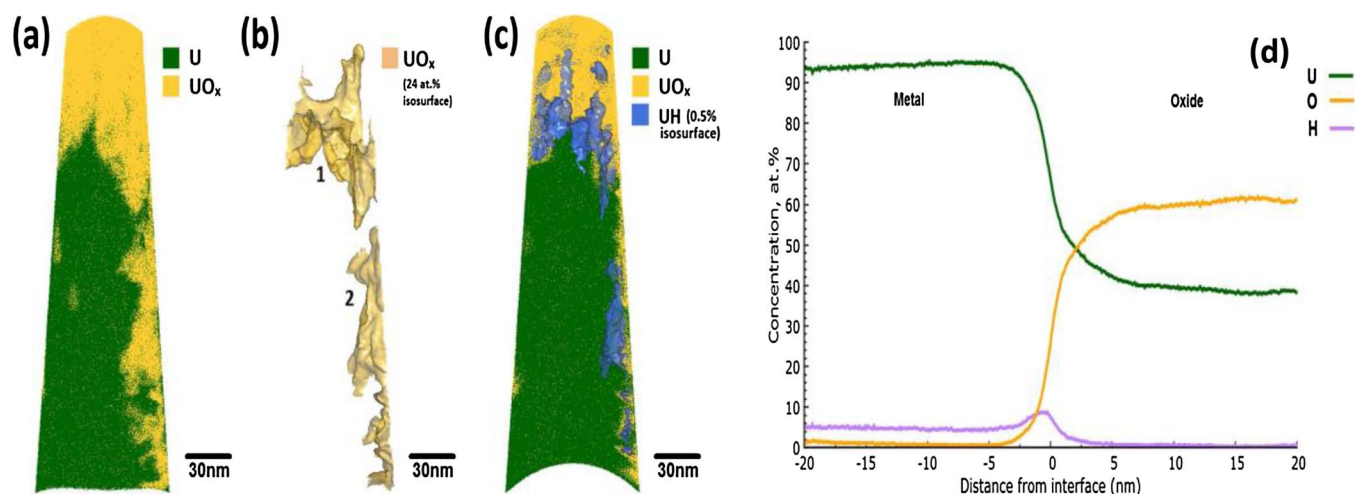 (a)
U
UOx
30nm
(b)
UOx
(24 at.%
isosurface)
1
2
30nm
(c)
U
UOx
UH (0.5%
isosurface)
30nm
(d)
U
O
H
Metal
Oxide
Concentration, at.%
100
90
80
70
60
50
40
30
20
10
0
-20
-15
-10
-5
0
5
10
15
20
Distance from interface (nm)